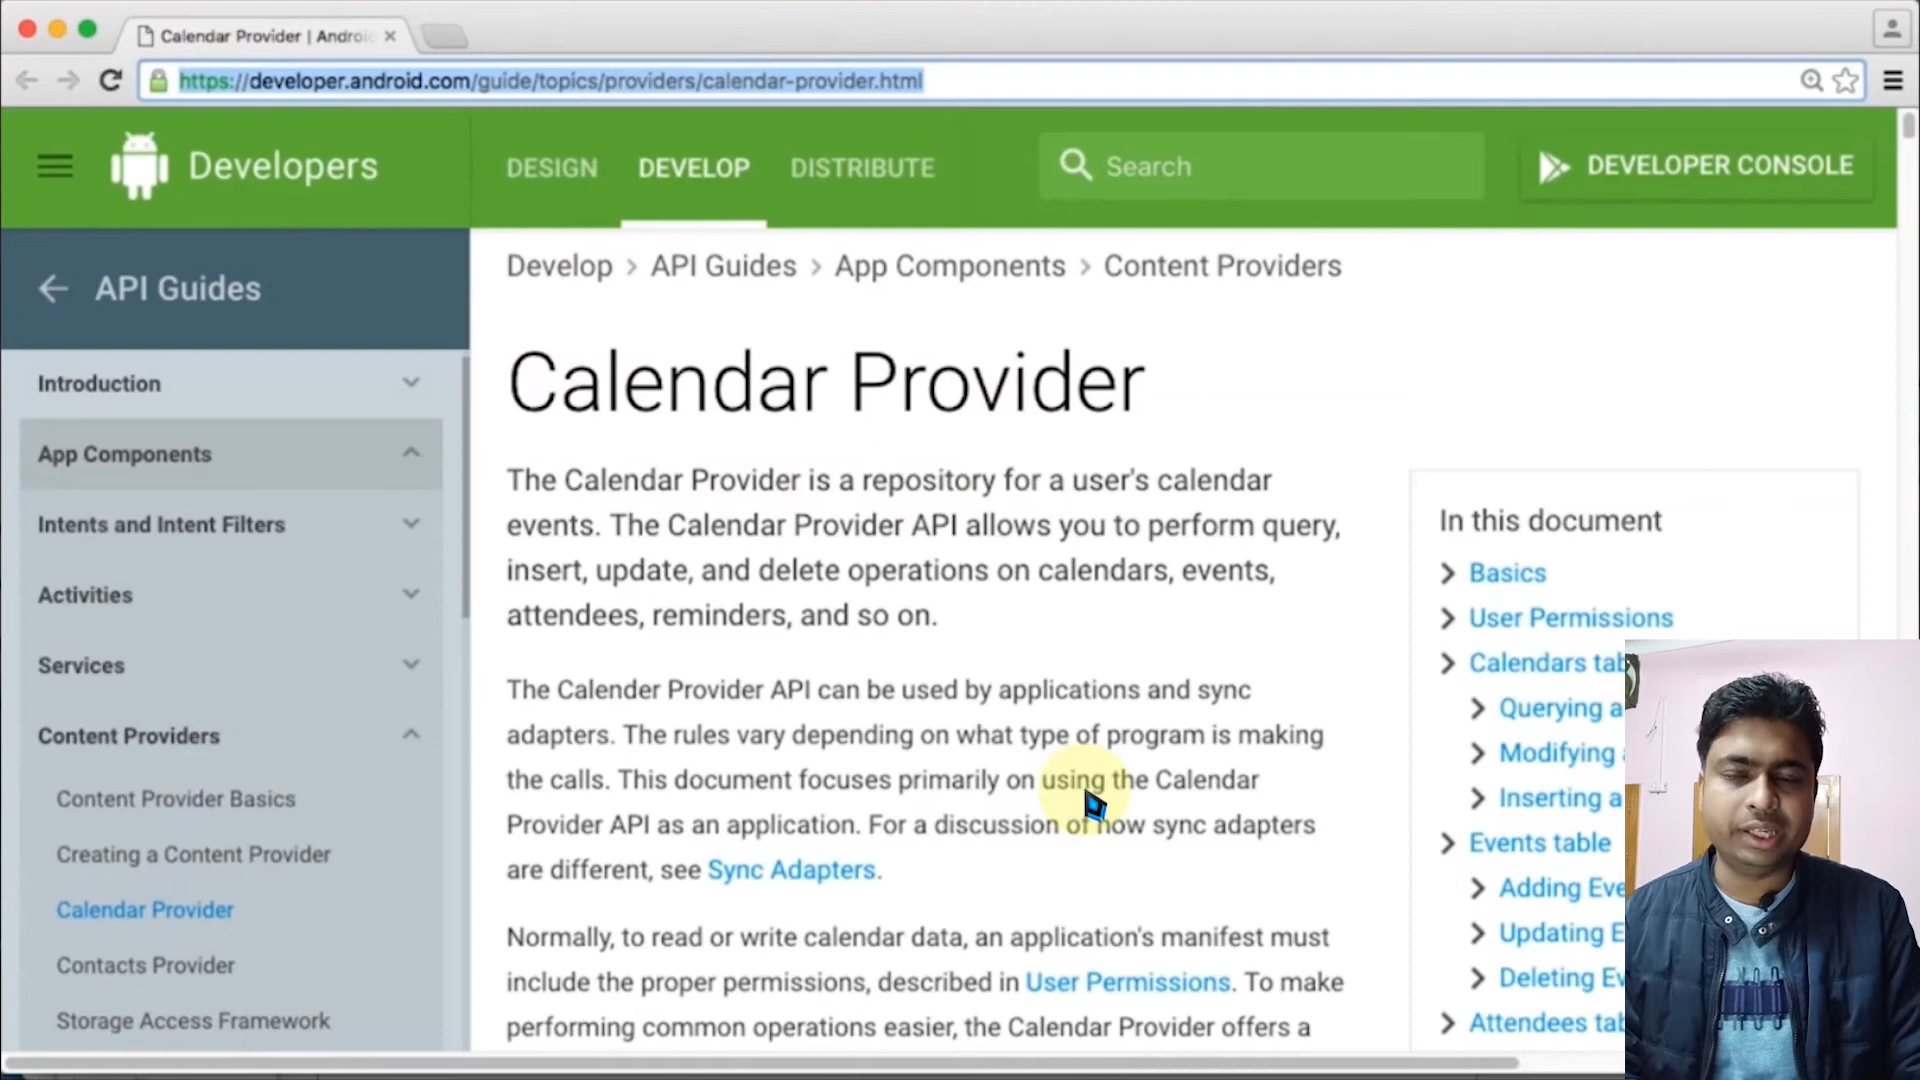 Calendar Provider | Androi
https://developer.android.com/guide/topics/providers/calendar-provider.html
Developers
DESIGN
DEVELOP
DISTRIBUTE
Search
DEVELOPER CONSOLE
API Guides
Introduction
App Components
Intents and Intent Filters
Activities
Services
Content Providers
Content Provider Basics
Creating a Content Provider
Calendar Provider
Contacts Provider
Storage Access Framework
Develop > API Guides > App Components > Content Providers
Calendar Provider
The Calendar Provider is a repository for a user's calendar
events. The Calendar Provider API allows you to perform query,
insert, update, and delete operations on calendars, events,
attendees, reminders, and so on.
The Calender Provider API can be used by applications and sync
adapters. The rules vary depending on what type of program is making
the calls. This document focuses primarily on using the Calendar
Provider API as an application. For a discussion of how sync adapters
are different, see Sync Adapters.
Normally, to read or write calendar data, an application's manifest must
include the proper permissions, described in User Permissions. To make
performing common operations easier, the Calendar Provider offers a
In this document
Basics
User Permissions
Calendars tab
Querying a
Modifying
Inserting a
Events table
Adding Eve
Updating E
Deleting Ev
Attendees tab